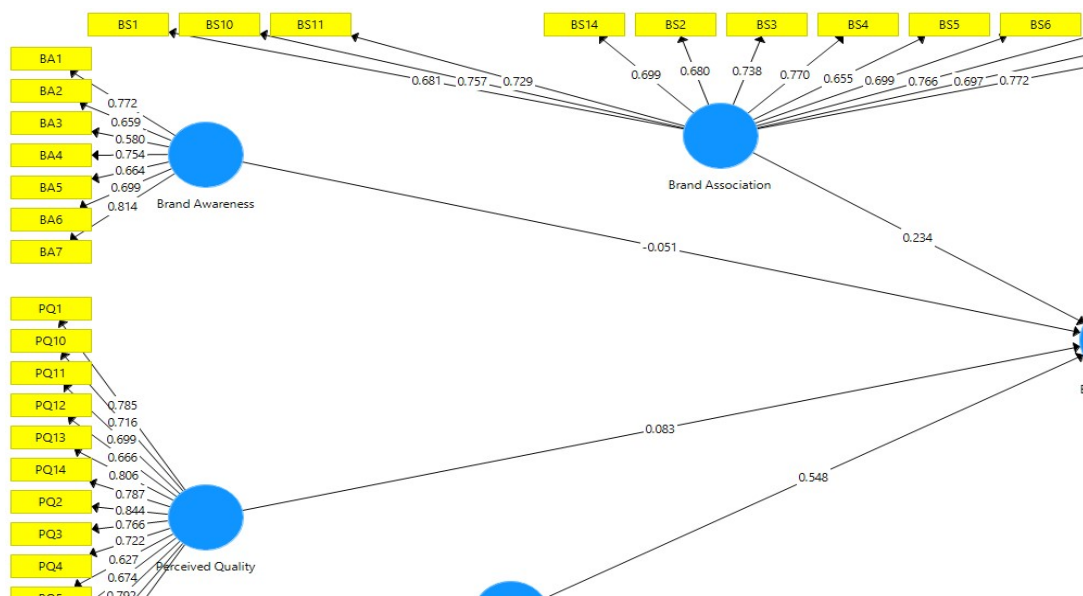 BS1 BS10 BS11 BS14 BS2 BS3 BS4 BS5 BS6
0.681 0.757 0.729 0.699 0.680 0.738 0.770 0.655 0.699 0.766 0.697 0.772
Brand Association
BA1
BA2
BA3
BA4
BA5
BA6
BA7
0.772
0.659
0.580
0.754
0.664
0.699
0.814
Brand Awareness
0.234
-0.051
PQ1
PQ10
PQ11
PQ12
PQ13
PQ14
PQ2
PQ3
PQ4
0.785
0.716
0.699
0.666
0.806
0.787
0.844
0.766
0.722
0.627
0.674
0.792
Perceived Quality
0.083
0.548